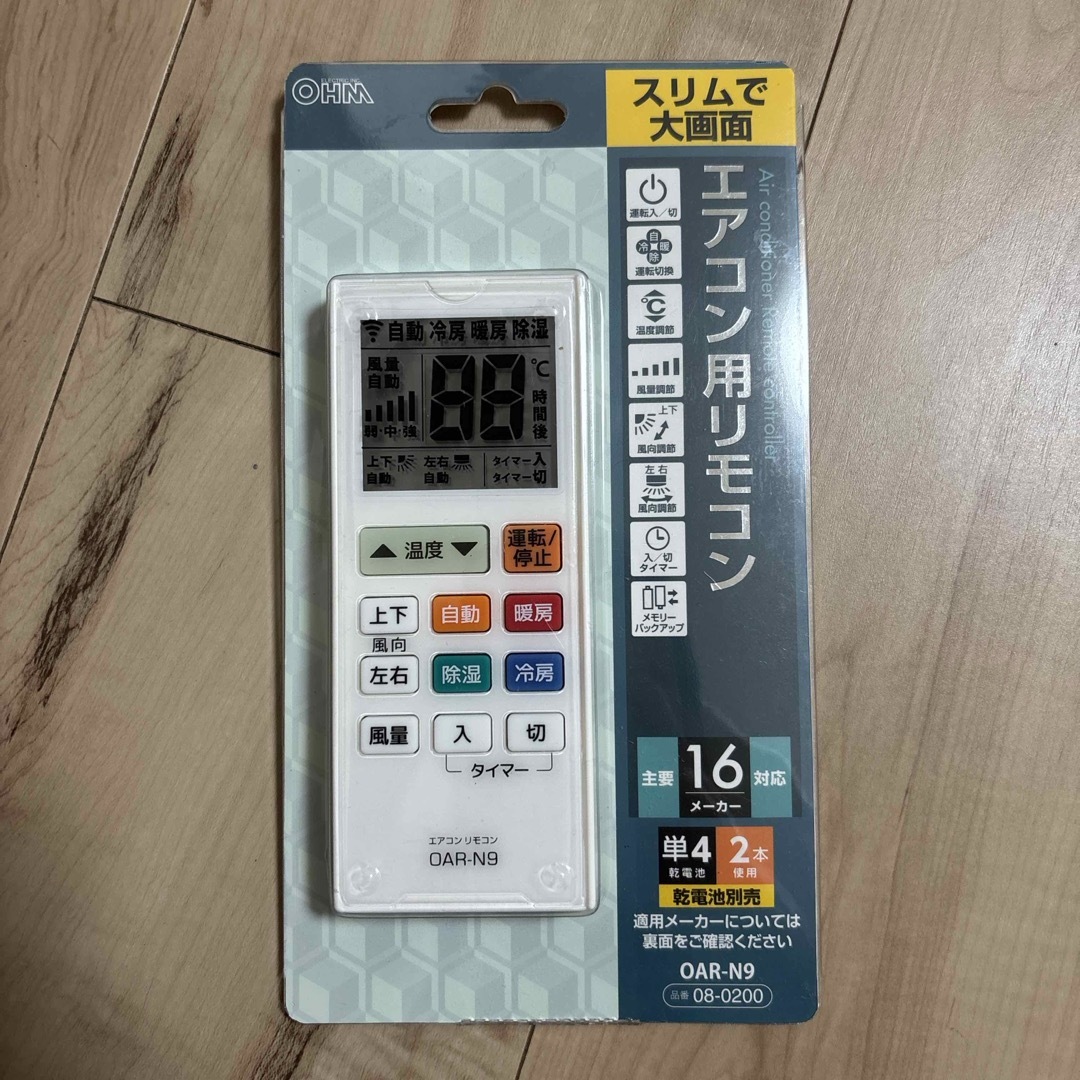 ELECTRIC INC.
OHM
スリムで
大画面
エアコン用リモコン
Air conditioner Remote controller
運転入／切
自
冷 暖
除
運転切換
℃
温度調節
風量調節
上下
風向調節
左右
風向調節
入／切
タイマー
メモリー
バックアップ
自動 冷房 暖房 除湿
風量
自動
88 ℃
時間後
弱・中・強
上下 左右 タイマー入
自動 自動 タイマー切
▲ 温度 ▼
運転/
停止
上下 自動 暖房
風向
左右 除湿 冷房
風量 入 切
タイマー
エアコンリモコン
OAR-N9
主要 16 対応
メーカー
単4 2本
乾電池 使用
乾電池別売
適用メーカーについては
裏面をご確認ください
OAR-N9
品番 08-0200